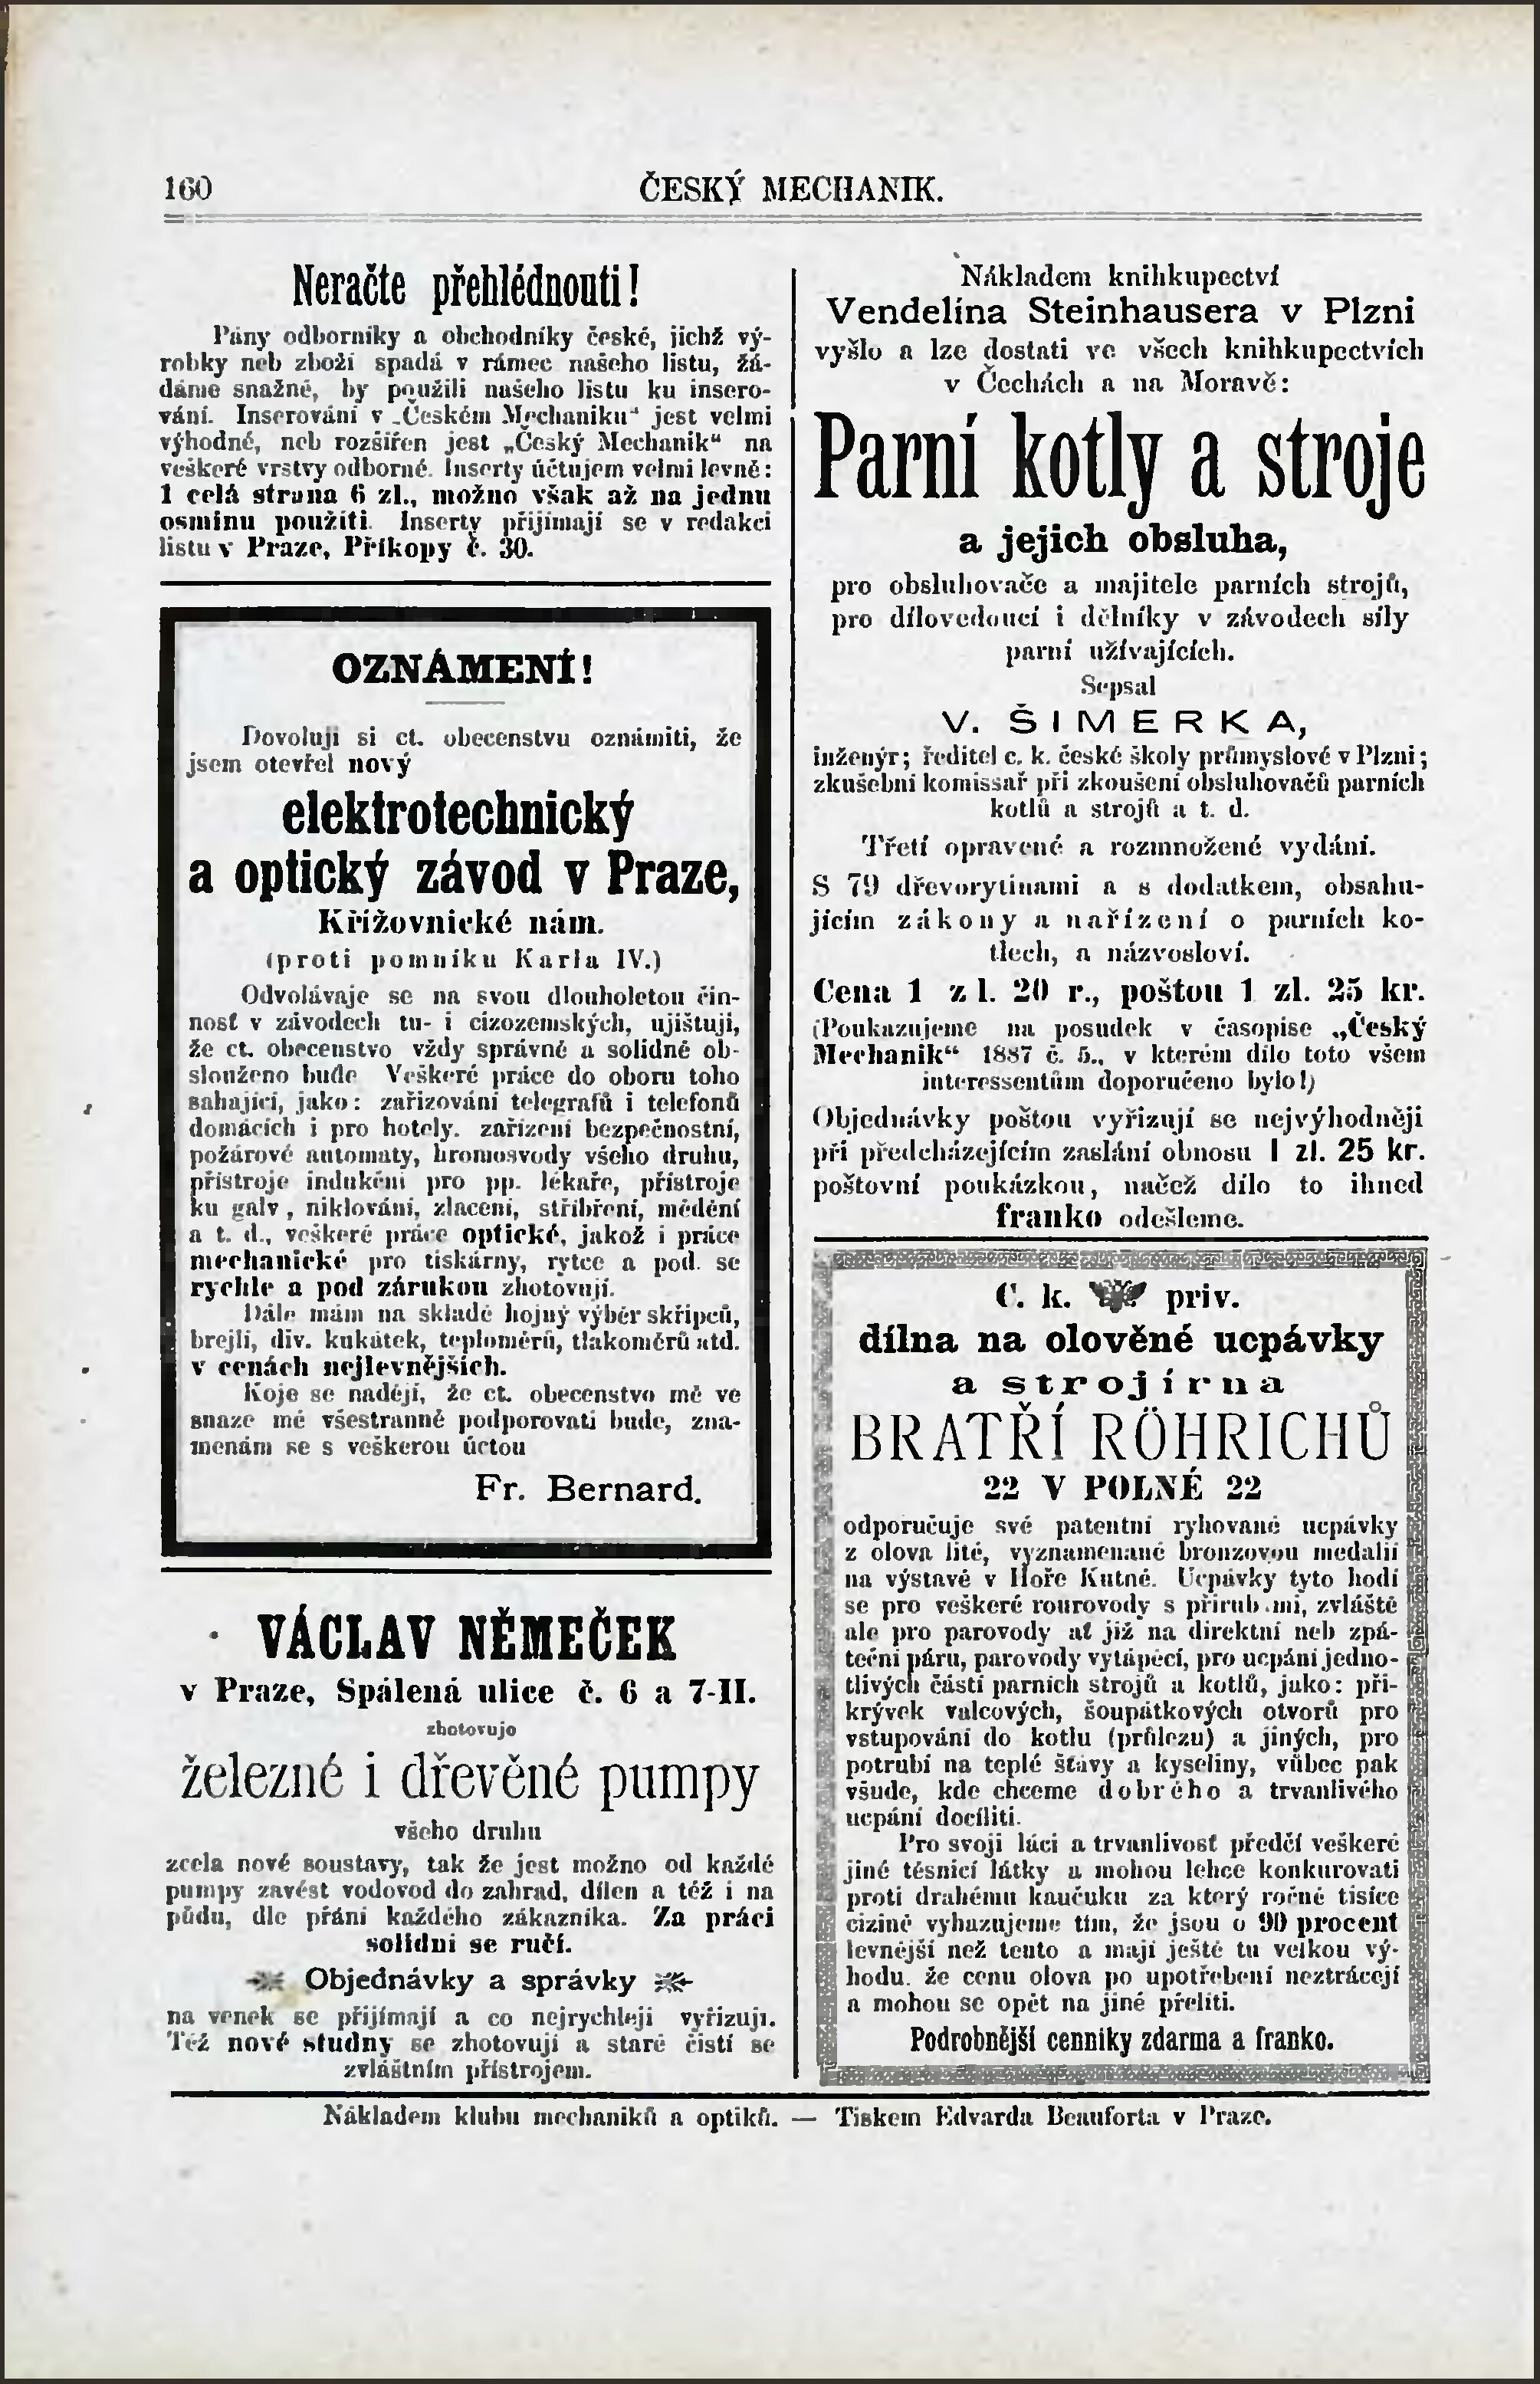 160
ČESKÝ MECHANIK.
Neračte přehlédnouti!
Pány odborníky a obchodníky české, jichž vý-
robky neb zboží spadá v rámec našeho listu, žá-
dáme snažně, by použili našeho listu ku insero-
vání. Inserování v „Českém Mechaniku“ jest velmi
výhodné, neb rozšířen jest „Český Mechanik“ na
veškeré vrstvy odborné. Inserty účtujem velmi levně:
1 celá strana 6 zl., možno však až na jednu
osminu použíti. Inserty přijímají se v redakci
listu v Praze, Příkopy č. 30.
OZNÁMENÍ!
Dovoluji si ct. obecenstvu oznámiti, že
jsem otevřel nový
elektrotechnický
a optický závod v Praze,
Křižovnické nám.
(proti pomníku Karla IV.)
Odvolávaje se na svou dlouholetou čin-
nosť v závodech tu- i cizozemských, ujišťuji,
že ct. obecenstvo vždy správně a solidně ob-
slouženo bude Veškeré práce do oboru toho
sahající, jako: zařizování telegrafů i telefonů
domácích i pro hotely. zařízení bezpečnostní,
požárové automaty, hromosvody všeho druhu,
přístroje indukční pro pp. lékaře, přístroje
ku galv, niklování, zlacení, stříbření, mědění
a t. d., veškeré práce optické, jakož i práce
mechanické pro tiskárny, rytce a pod. se
rychle a pod zárukou zhotovují.
Dále mám na skladě hojný výběr skřipců,
brejlí, div. kukátek, teploměrů, tlakoměrů atd.
v cenách nejlevnějších.
Koje se nadějí, že ct. obecenstvo mě ve
snaze mé všestranně podporovati bude, zna-
menám se s veškerou úctou
Fr. Bernard.
VÁCLAV NĚMEČEK
v Praze, Spálená ulice č. 6 a 7-II.
zhotovujo
železné i dřevěné pumpy
všeho druhu
zcela nové soustavy, tak že jest možno od každé
pumpy zavést vodovod do zahrad, dílen a též i na
půdu, dle přání každého zákazníka. Za práci
solidní se ručí.
Objednávky a správky
na venek se přijímají a co nejrychleji vyřizují.
Též nové studny se zhotovují a staré čistí se
zvláštním přístrojem.
Nákladem knihkupectví
Vendelína Steinhausera v Plzni
vyšlo a lze dostati ve všech knihkupectvích
v Čechách a na Moravě:
Parní kotly a stroje
a jejich obsluha,
pro obsluhovače a majitele parních strojů,
pro dílovedoucí i dělníky v závodech síly
parní užívajících.
Sepsal
V. ŠIMERKA,
inženýr; ředitel c. k. české školy průmyslové v Plzni;
zkušební komissař při zkoušení obsluhovačů parních
kotlů a strojů a t. d.
Třetí opravené a rozmnožené vydání.
S 79 dřevorytinami a s dodatkem, obsahu-
jícím zákony a nařízení o parních ko-
tlech, a názvosloví.
Cena 1 zl. 20 r., poštou 1 zl. 25 kr.
(Poukazujeme na posudek v časopise „Český
Mechanik“ 1887 č. 5., v kterém dílo toto všem
interessentům doporučeno bylo!)
Objednávky poštou vyřizují se nejvýhodněji
při předcházejícím zaslání obnosu 1 zl. 25 kr.
poštovní poukázkou, načež dílo to ihned
franko odešleme.
C. k. priv.
dílna na olověné ucpávky
a strojírna
BRATŘÍ RÖHRICHŮ
22 V POLNÉ 22
odporučuje své patentní ryhované ucpávky
z olova lité, vyznamenané bronzovou medalií
na výstavě v Hoře Kutné. Ucpávky tyto hodí
se pro veškeré rourovody s přírubami, zvláště
ale pro parovody ať již na direktní neb zpá-
teční páru, parovody vytápěcí, pro ucpání jedno-
tlivých částí parních strojů a kotlů, jako: při-
krývek válcových, šoupátkových otvorů pro
vstupování do kotlu (průlezu) a jiných, pro
potrubí na teplé šťávy a kyseliny, vůbec pak
všude, kde chceme dobrého a trvanlivého
ucpání docíliti.
Pro svoji láci a trvanlivosť předčí veškeré
jiné těsnicí látky a mohou lehce konkurovati
proti drahému kaučuku za který ročně tisíce
cizině vyhazujeme tím, že jsou o 90 procent
levnější než tento a mají ještě tu velkou vý-
hodu. že cenu olova po upotřebení neztrácejí
a mohou se opět na jiné přelíti.
Podrobnější cenníky zdarma a franko.
Nákladem klubu mechaniků a optiků. — Tiskem Edvarda Beauforta v Praze.